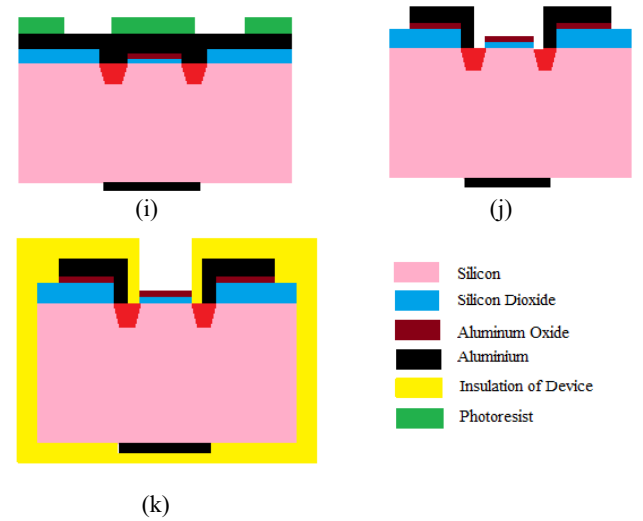 (i)
(j)
(k)
Silicon
Silicon Dioxide
Aluminum Oxide
Aluminium
Insulation of Device
Photoresist